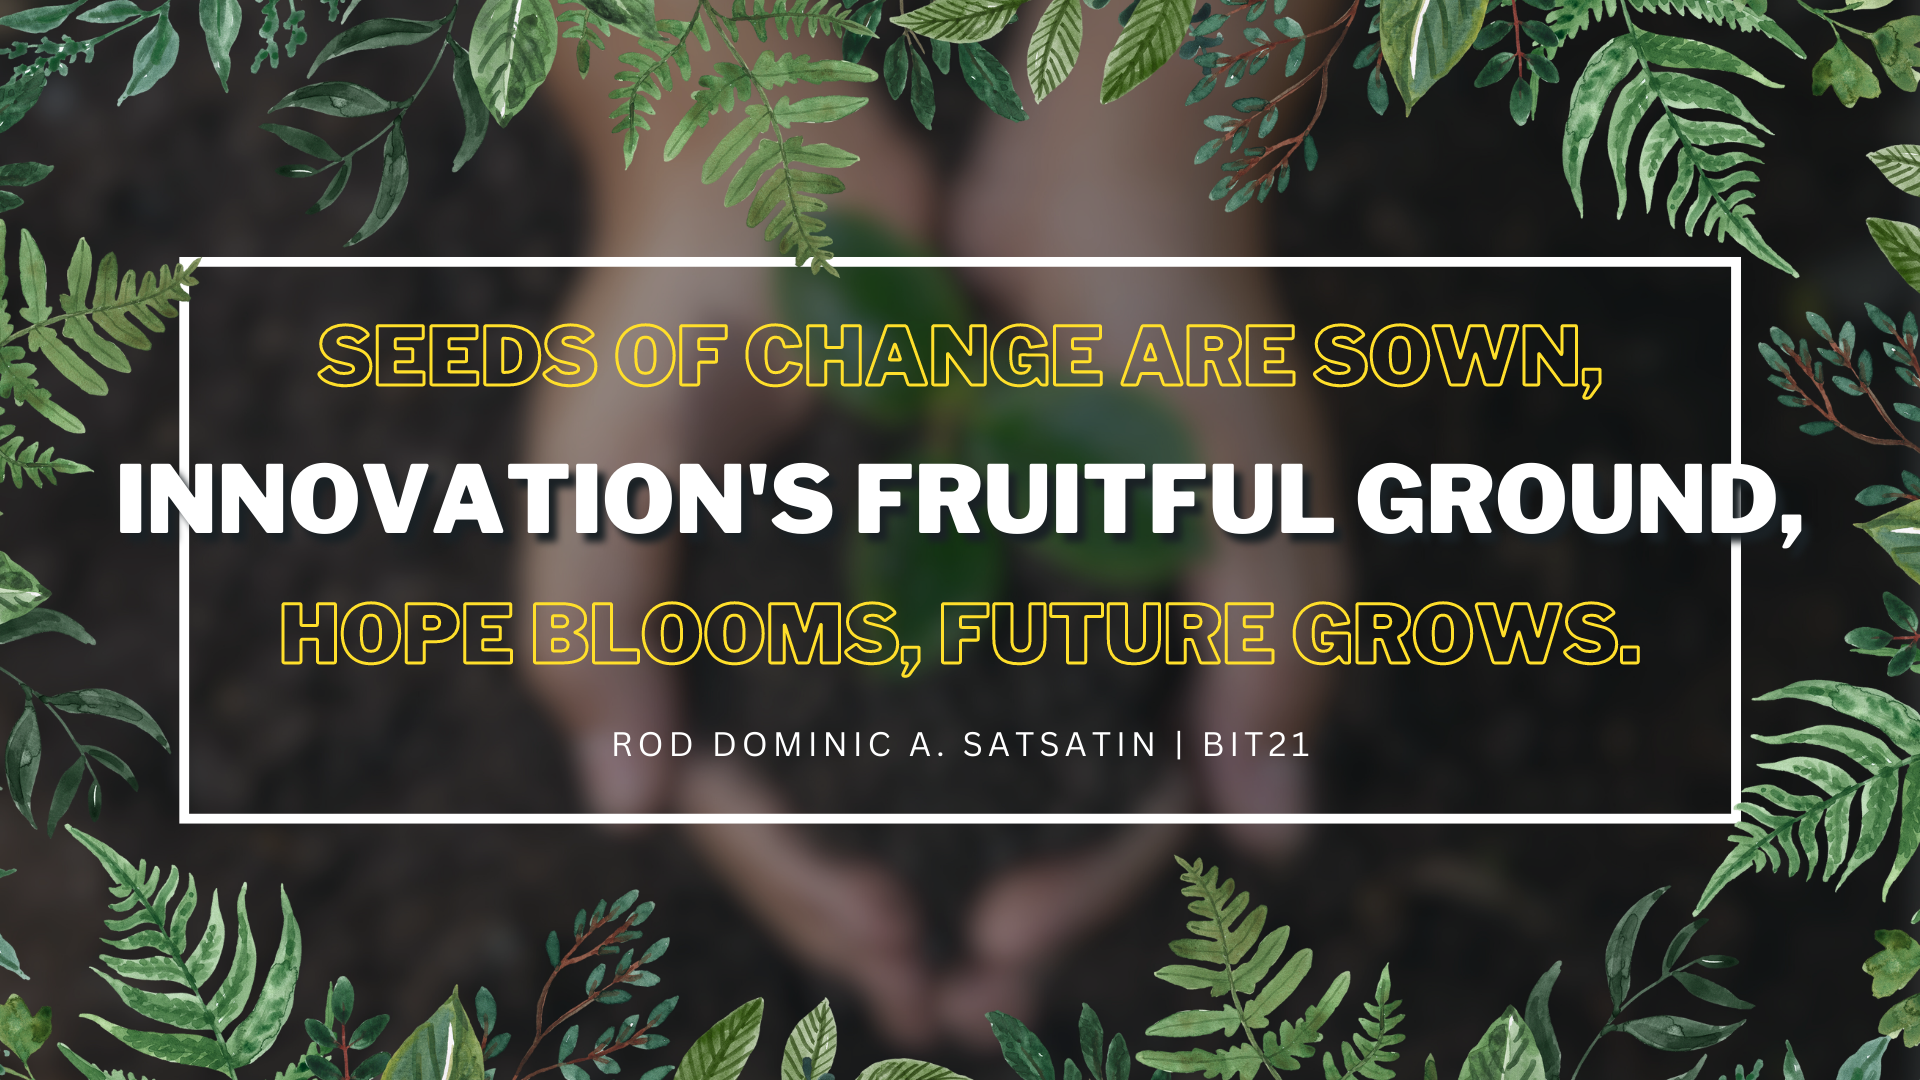 SEEDS OF CHANGE ARE SOWN,
INNOVATION'S FRUITFUL GROUND,
HOPE BLOOMS, FUTURE GROWS.
ROD DOMINIC A. SATSATIN | BIT21